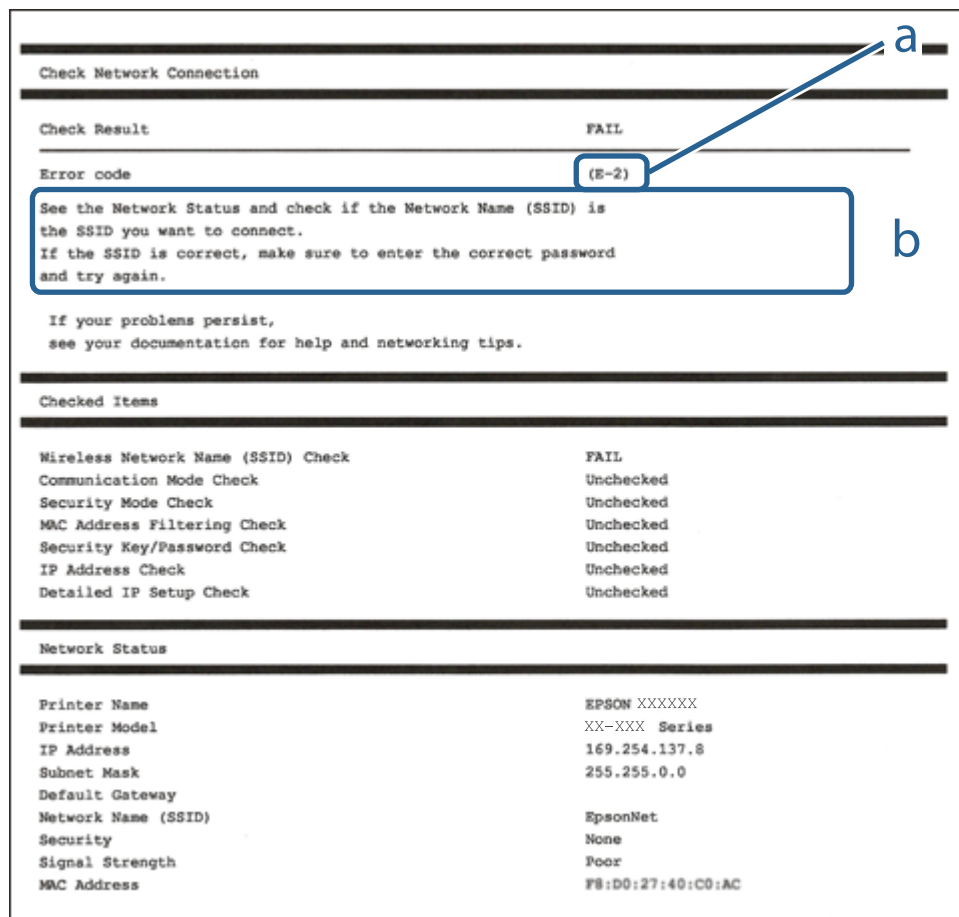 a
Check Network Connection
Check Result FAIL
Error code (E-2)
See the Network Status and check if the Network Name (SSID) is
the SSID you want to connect.
If the SSID is correct, make sure to enter the correct password
and try again.
b
If your problems persist,
see your documentation for help and networking tips.
Checked Items
Wireless Network Name (SSID) Check FAIL
Communication Mode Check Unchecked
Security Mode Check Unchecked
MAC Address Filtering Check Unchecked
Security Key/Password Check Unchecked
IP Address Check Unchecked
Detailed IP Setup Check Unchecked
Network Status
Printer Name EPSON XXXXXX
Printer Model XX-XXX Series
IP Address 169.254.137.8
Subnet Mask 255.255.0.0
Default Gateway
Network Name (SSID) EpsonNet
Security None
Signal Strength Poor
MAC Address F8:D0:27:40:C0:AC